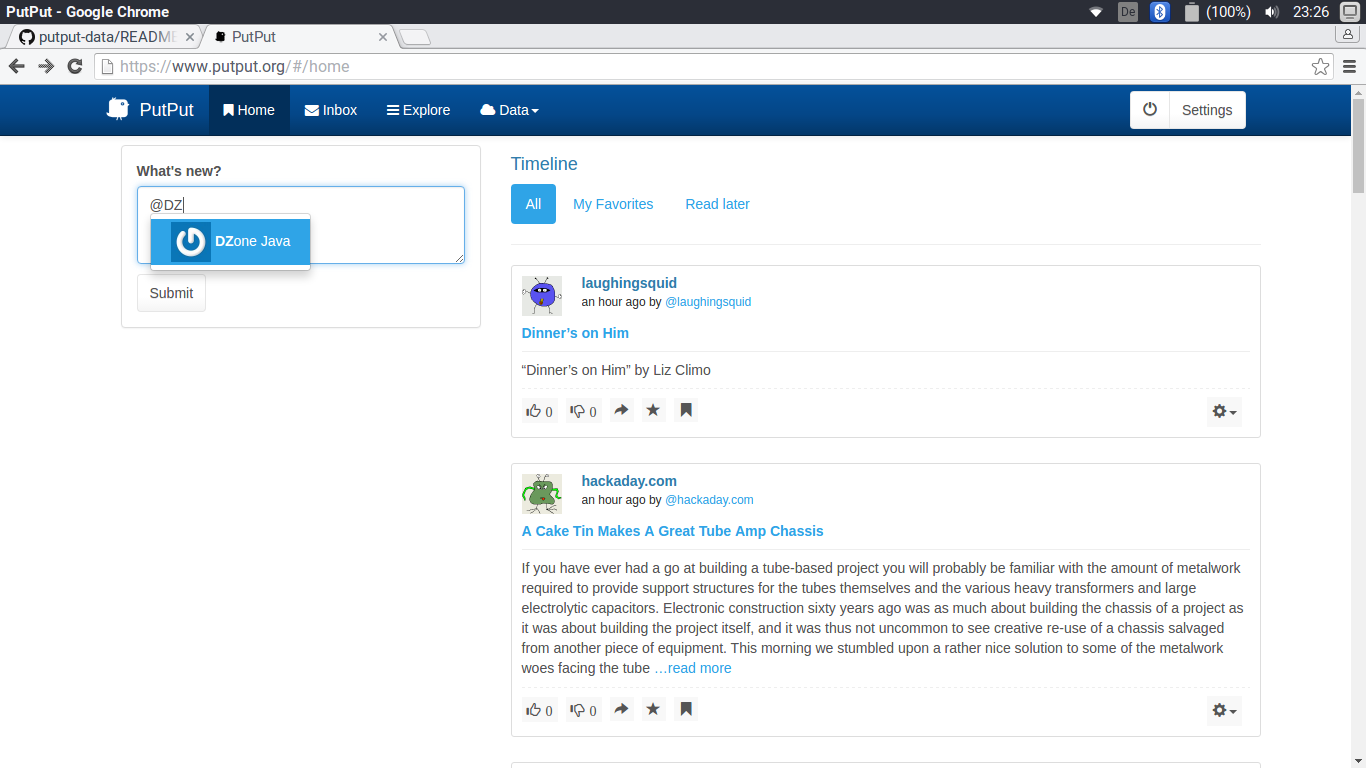 PutPut - Google Chrome
De
(100%)
23:26
putput-data/READM
PutPut
https://www.putput.org/#/home
PutPut
Home
Inbox
Explore
Data
Settings
What's new?
@DZ
DZone Java
Submit
Timeline
All
My Favorites
Read later
laughingsquid
an hour ago by @laughingsquid
Dinner’s on Him
“Dinner’s on Him” by Liz Climo
0
0
hackaday.com
an hour ago by @hackaday.com
A Cake Tin Makes A Great Tube Amp Chassis
If you have ever had a go at building a tube-based project you will probably be familiar with the amount of metalwork
required to provide support structures for the tubes themselves and the various heavy transformers and large
electrolytic capacitors. Electronic construction sixty years ago was as much about building the chassis of a project as
it was about building the project itself, and it was thus not uncommon to see creative re-use of a chassis salvaged
from another piece of equipment. This morning we stumbled upon a rather nice solution to some of the metalwork
woes facing the tube …read more
0
0